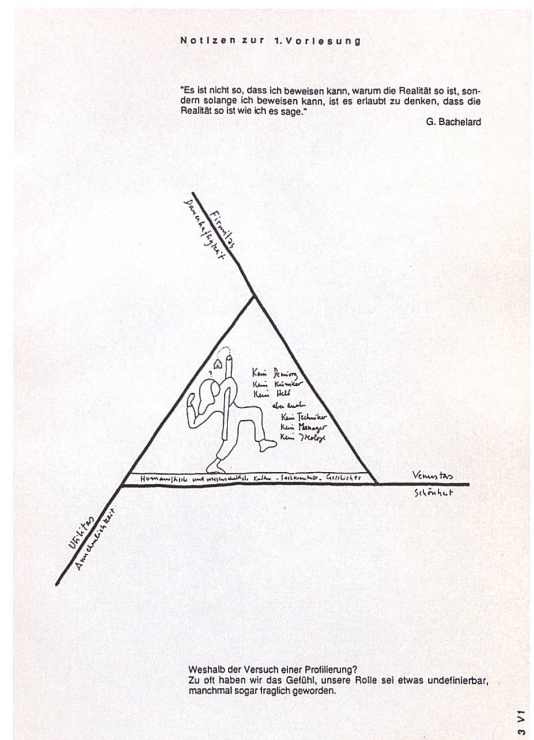 Notizen zur 1.Vorlesung
"Es ist nicht so, dass ich beweisen kann, warum die Realität so ist, son-
dern solange ich beweisen kann, ist es erlaubt zu denken, dass die
Realität so ist wie ich es sage."
G. Bachelard
Firmitas
Dauerhaftigkeit
Kein Demiurg
Kein Künstler
Kein Held
aber auch
Kein Techniker
Kein Manager
Kein Ideologe
Humanistische und wissenschaftliche Kultur - Fachkenntnis - Geschichte
Venustas
Schönheit
Utilitas
Annehmlichkeit
Weshalb der Versuch einer Profilierung?
Zu oft haben wir das Gefühl, unsere Rolle sei etwas undefinierbar,
manchmal sogar fraglich geworden.
3 V1